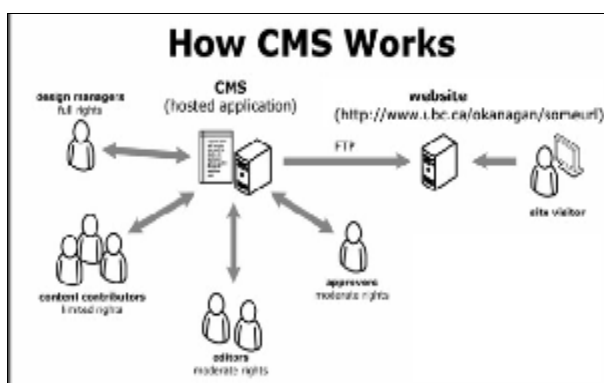 How CMS Works
design managers
full rights
CMS
(hosted application)
website
(http://www.ubc.ca/okanagan/someurl)
FTP
site visitor
content contributors
limited rights
approvers
moderate rights
editors
moderate rights